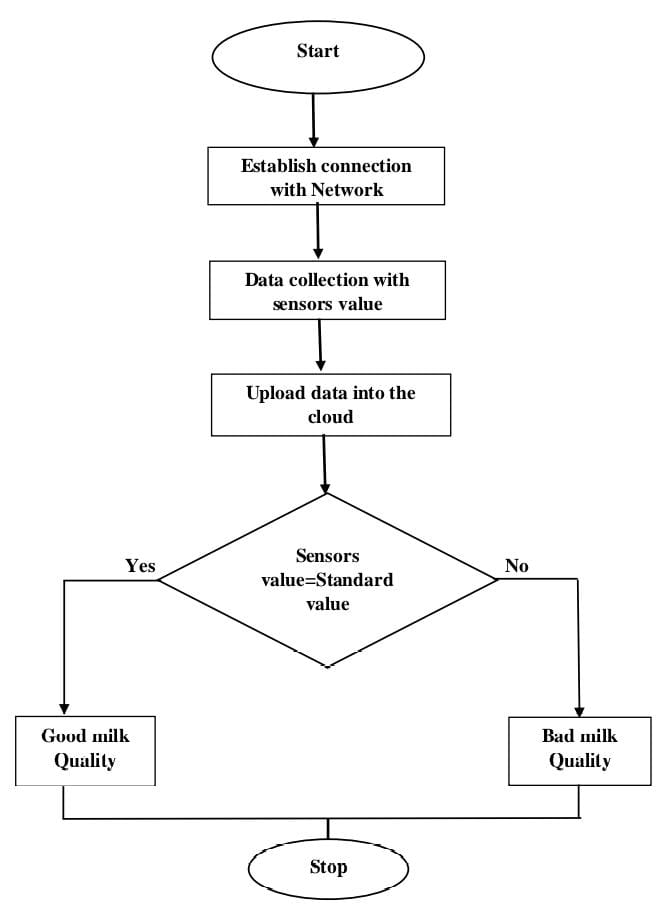 Start
Establish connection
with Network
Data collection with
sensors value
Upload data into the
cloud
Sensors
value=Standard
value
Yes
No
Good milk
Quality
Bad milk
Quality
Stop